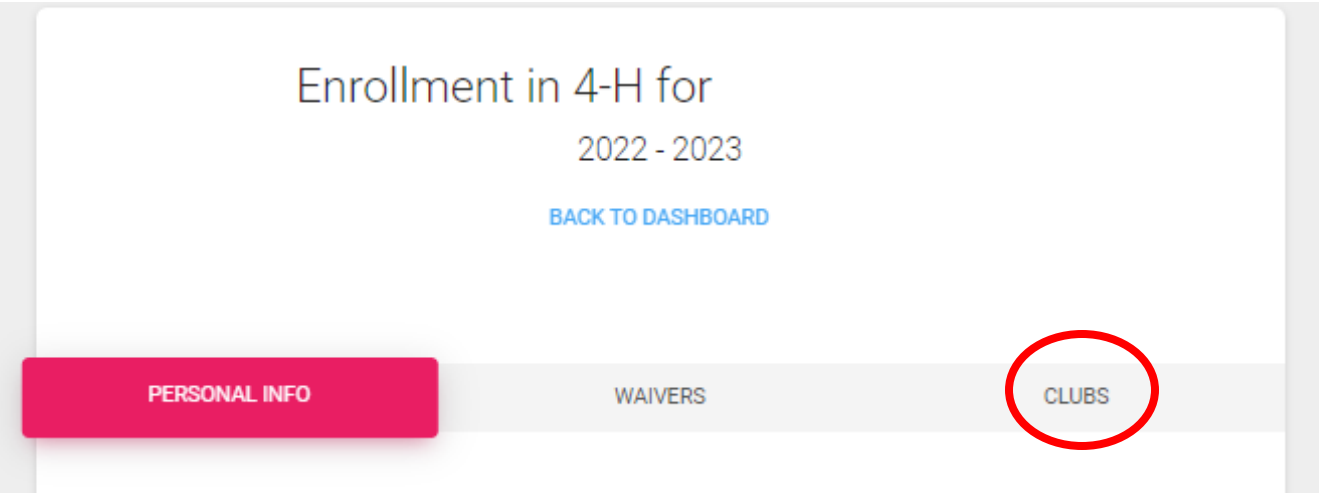 Enrollment in 4-H for
2022 - 2023
BACK TO DASHBOARD
PERSONAL INFO WAIVERS CLUBS